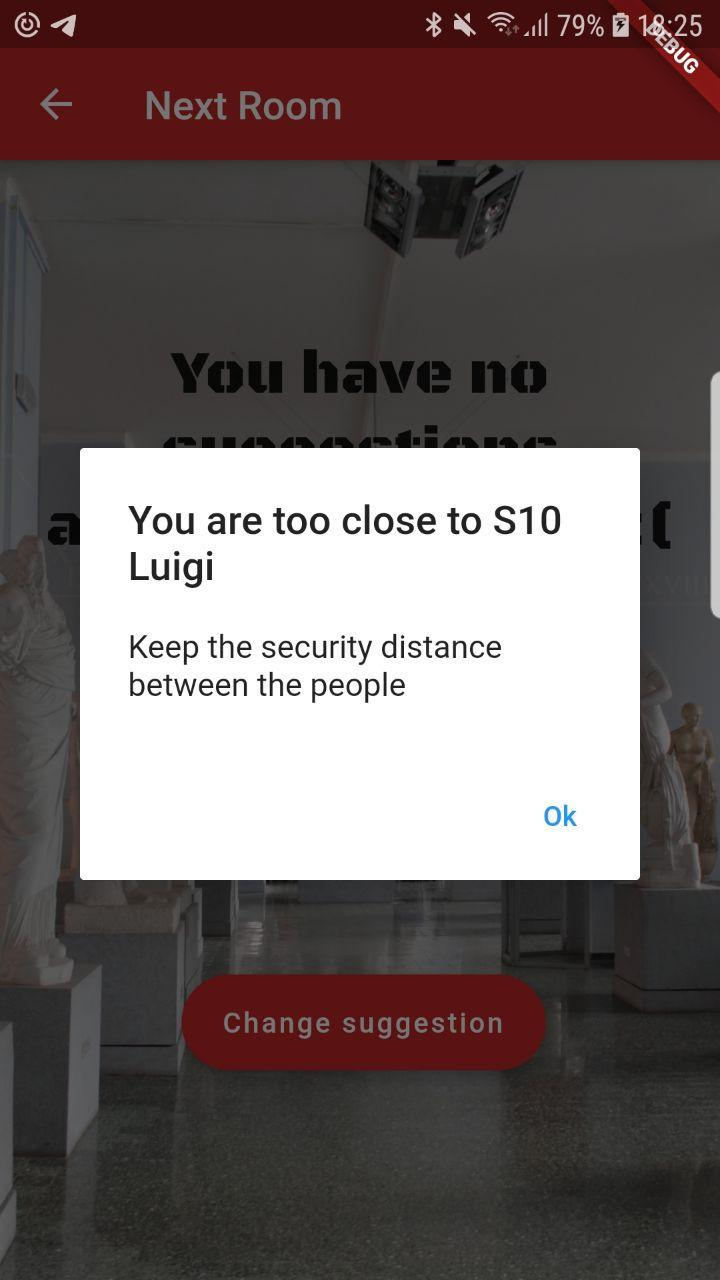 79% 18:25
DEBUG
Next Room
You have no
suggestions
You are too close to S10
Luigi
Keep the security distance
between the people
Ok
Change suggestion